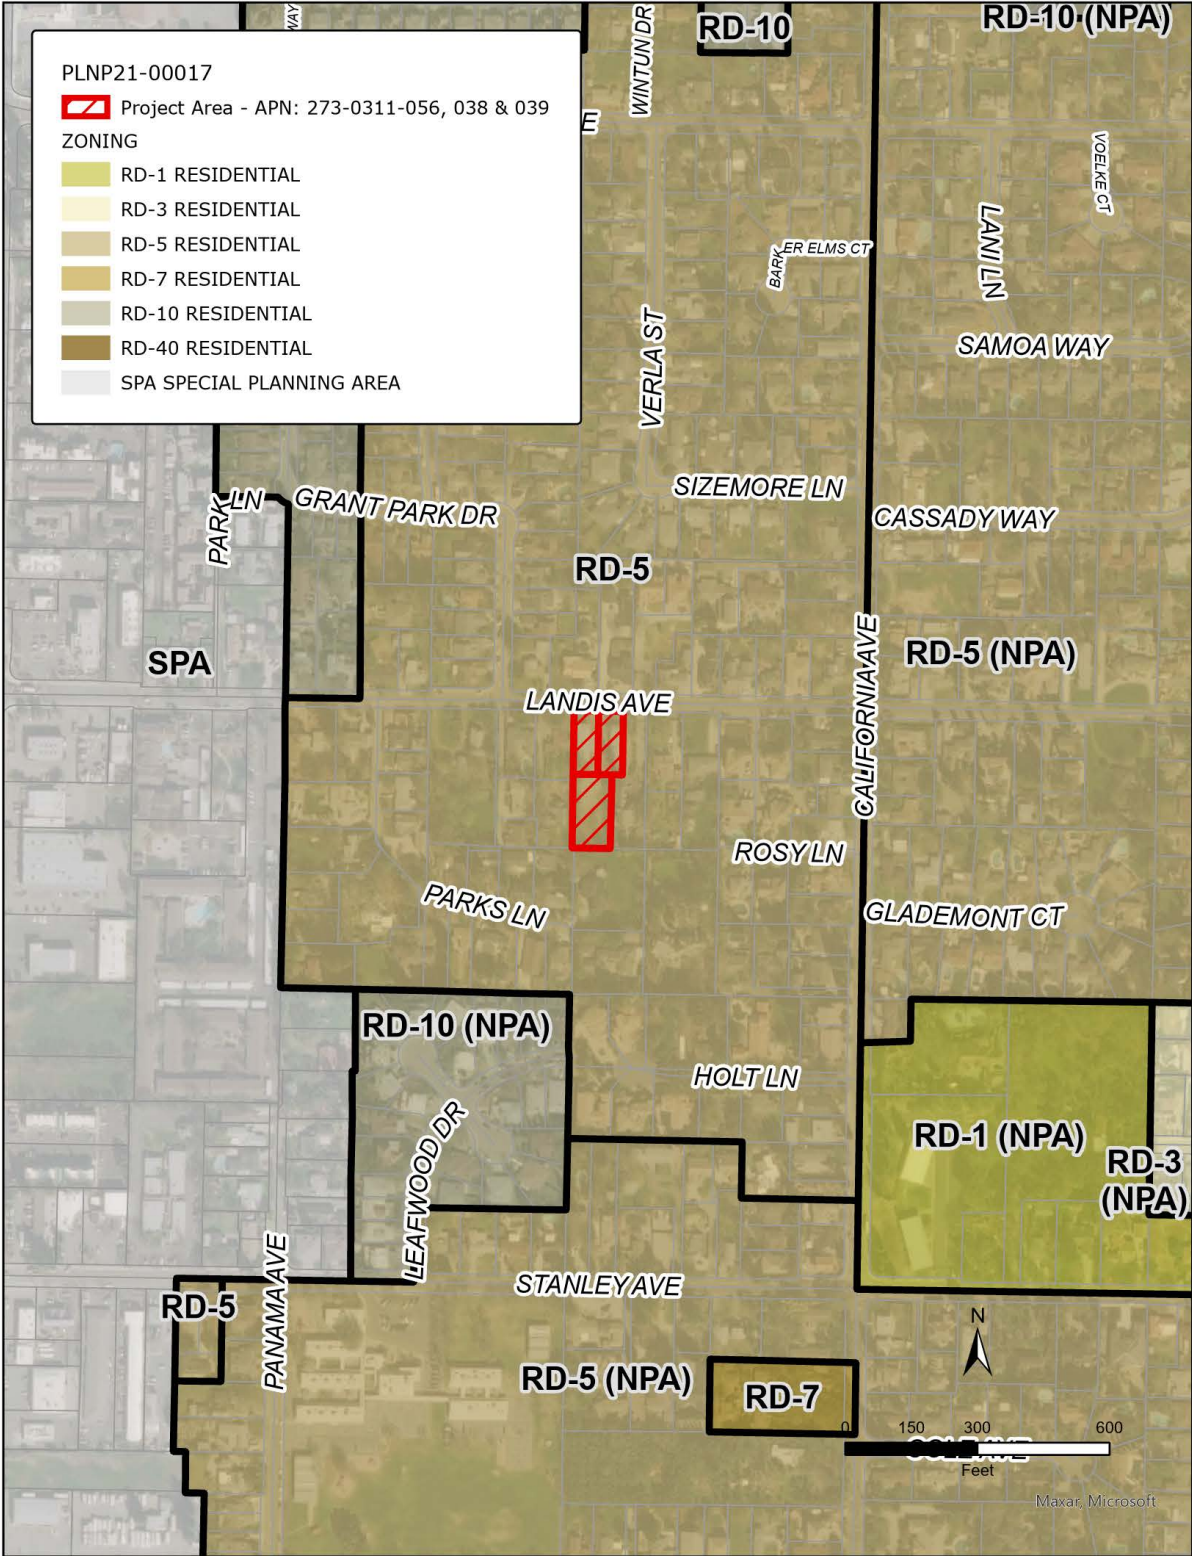 WAY
WINTUN DR
RD-10
RD-10 (NPA)
PLNP21-00017
Project Area - APN: 273-0311-056, 038 & 039
ZONING
RD-1 RESIDENTIAL
RD-3 RESIDENTIAL
RD-5 RESIDENTIAL
RD-7 RESIDENTIAL
RD-10 RESIDENTIAL
RD-40 RESIDENTIAL
SPA SPECIAL PLANNING AREA
E
VOELKE CT
LANI LN
BARKER ELMS CT
VERLA ST
SAMOA WAY
SIZEMORE LN
PARK LN
GRANT PARK DR
CASSADY WAY
RD-5
SPA
RD-5 (NPA)
LANDIS AVE
CALIFORNIA AVE
ROSY LN
PARKS LN
GLADEMONT CT
RD-10 (NPA)
HOLT LN
LEAFWOOD DR
RD-1 (NPA)
RD-3
(NPA)
PANAMA AVE
STANLEY AVE
RD-5
N
RD-5 (NPA)
RD-7
0 150 300 600
COLE AVE
Feet
Maxar, Microsoft